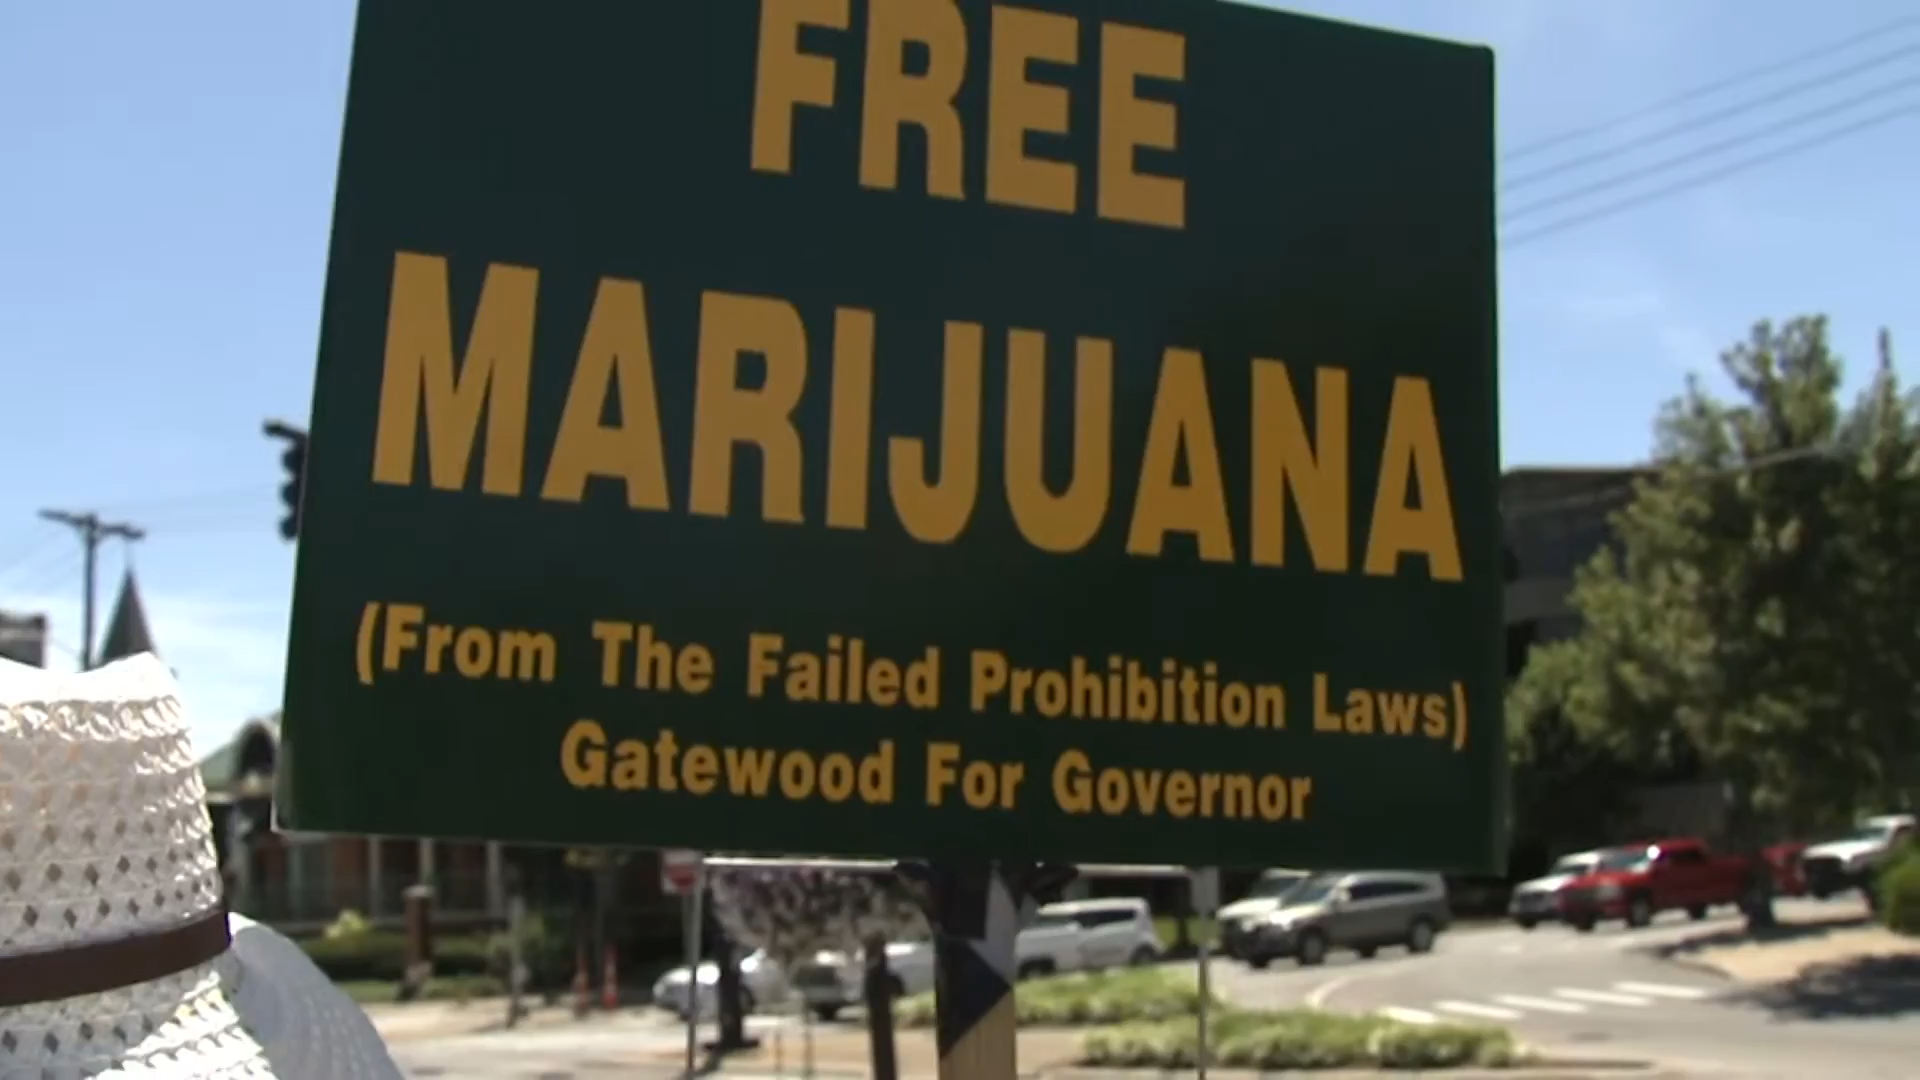 FREE
MARIJUANA
(From The Failed Prohibition Laws)
Gatewood For Governor